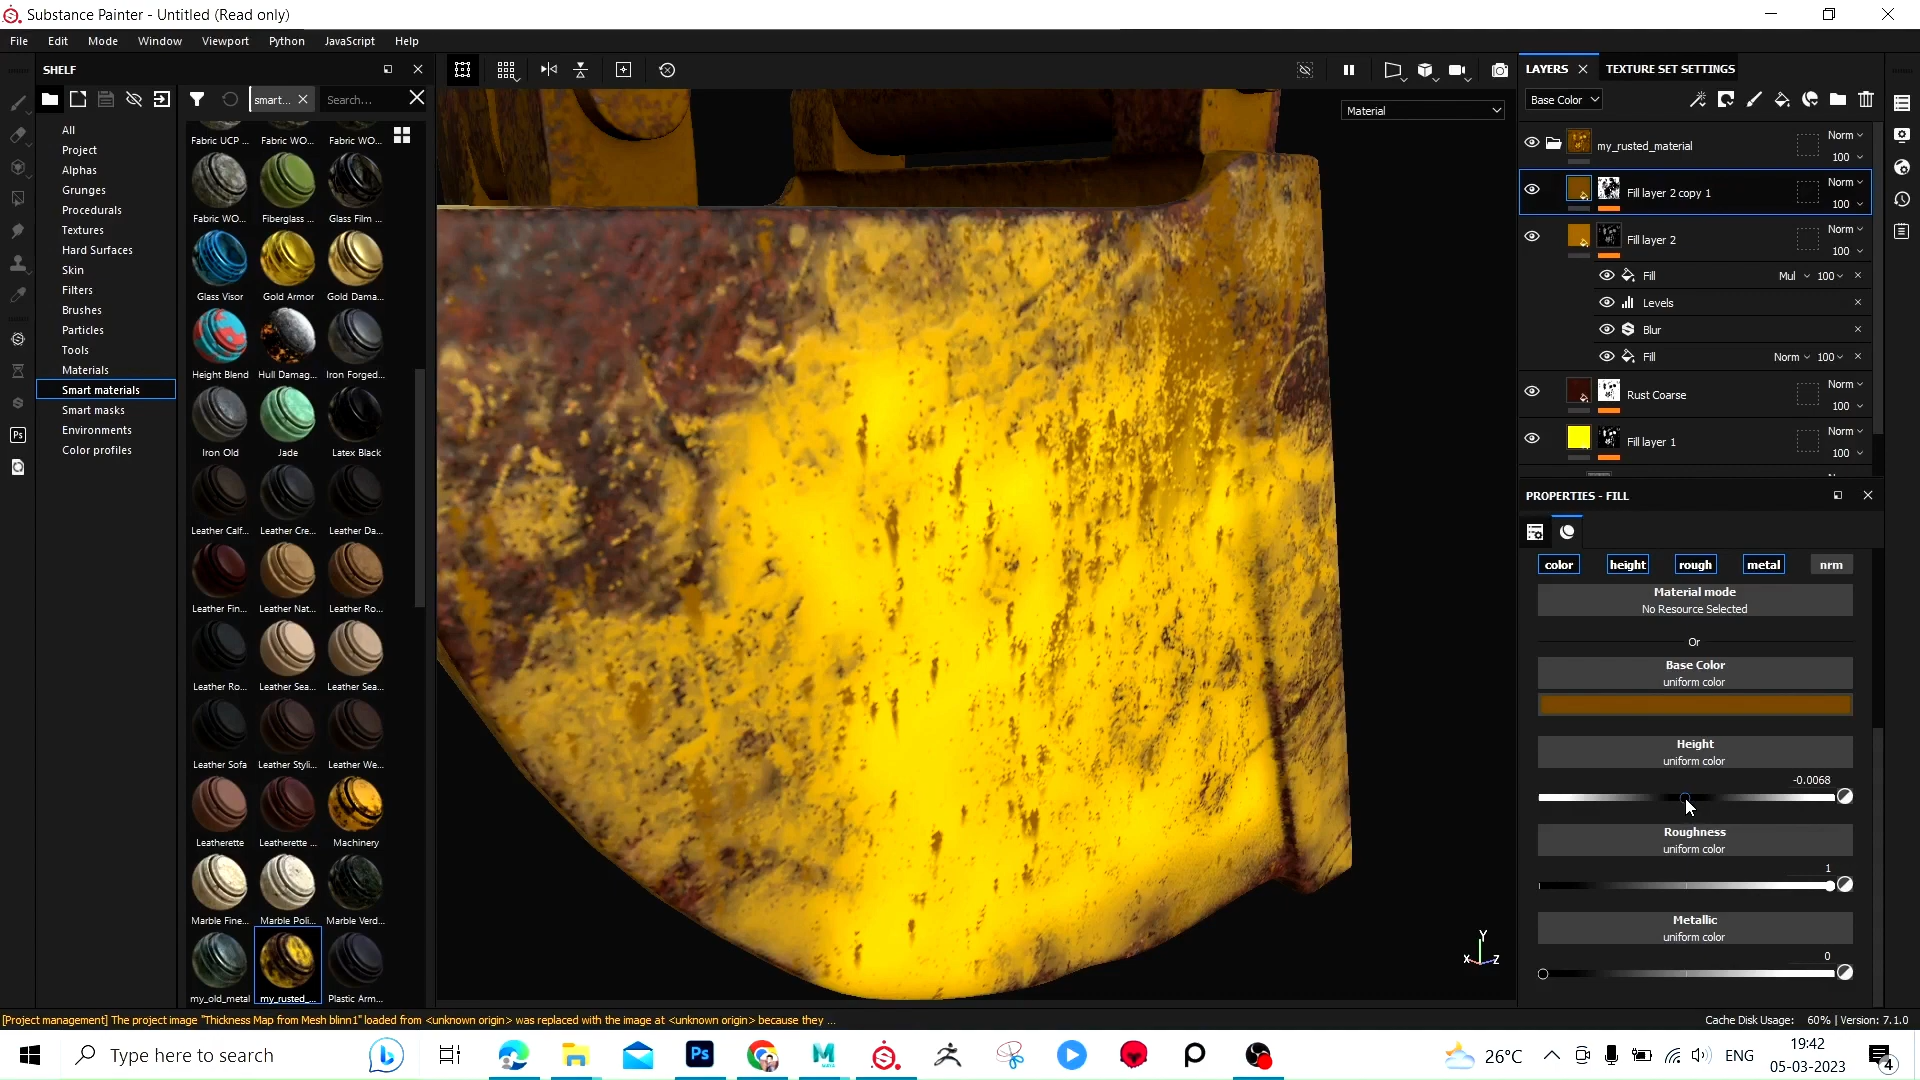 Substance Painter - Untitled (Read only)
File Edit Mode Window Viewport Python JavaScript Help
SHELF
smart... Search...
All
Project
Alphas
Grunges
Procedurals
Textures
Hard Surfaces
Skin
Filters
Brushes
Particles
Tools
Materials
Smart materials
Smart masks
Environments
Color profiles
Fabric UCP ... Fabric WO... Fabric WO...
Fabric WO... Fiberglass ... Glass Film ...
Glass Visor Gold Armor Gold Dama...
Height Blend Hull Damag... Iron Forged...
Iron Old Jade Latex Black
Leather Calf... Leather Cre... Leather Da...
Leather Fin... Leather Nat... Leather Ro...
Leather Ro... Leather Sea... Leather Sea...
Leather Sofa Leather Styli... Leather We...
Leatherette Leatherette ... Machinery
Marble Fine... Marble Poli... Marble Verd...
my_old_metal my_rusted_... Plastic Arm...
Material
Y
X Z
LAYERS TEXTURE SET SETTINGS
Base Color
my_rusted_material Norm 100
Fill layer 2 copy 1 Norm 100
Fill layer 2 Norm 100
Fill Mul 100
Levels
Blur
Fill Norm 100
Rust Coarse Norm 100
Fill layer 1 Norm 100
PROPERTIES - FILL
color height rough metal nrm
Material mode
No Resource Selected
Or
Base Color
uniform color
Height
uniform color
-0.0068
Roughness
uniform color
1
Metallic
uniform color
0
[Project management] The project image "Thickness Map from Mesh blinn1" loaded from <unknown origin> was replaced with the image at <unknown origin> because they ...
Cache Disk Usage: 60% | Version: 7.1.0
Type here to search
Ps
26°C
ENG
19:42
05-03-2023
4